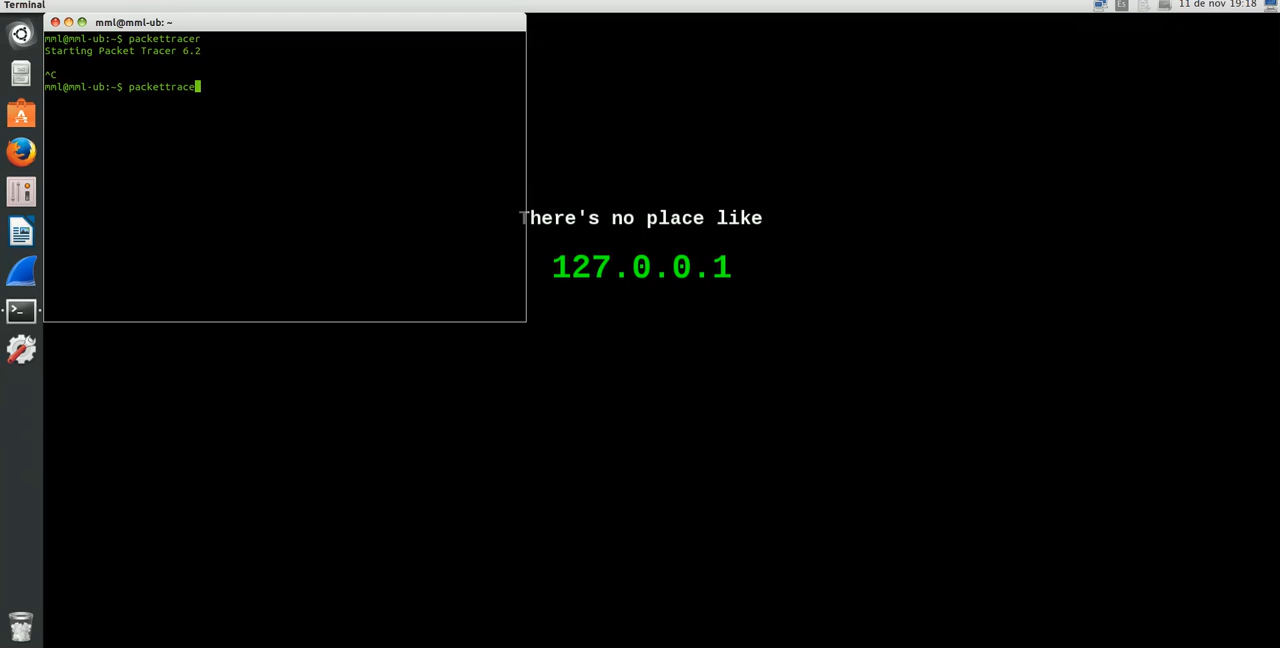 Terminal
Es
11 de nov 19:18
mml@mml-ub: ~
mml@mml-ub:~$ packettracer
Starting Packet Tracer 6.2
^C
mml@mml-ub:~$ packettrace
There's no place like
127.0.0.1